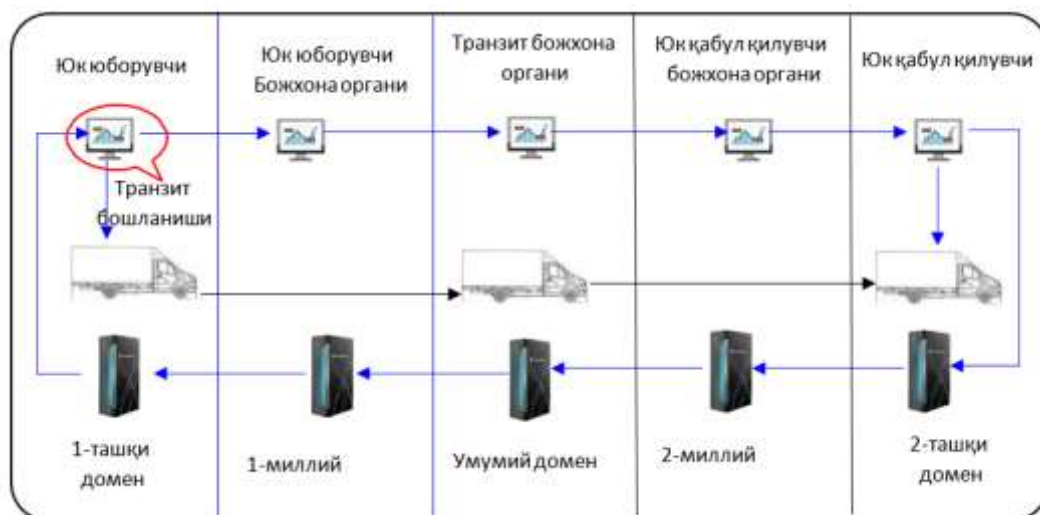 Юк юборувчи
Юк юборувчи
Божхона органи
Транзит божхона
органи
Юк қабул қилувчи
божхона органи
Юк қабул қилувчи
Транзит
бошланиши
1-ташқи
домен
1-миллий
Умумий домен
2-миллий
2-ташқи
домен